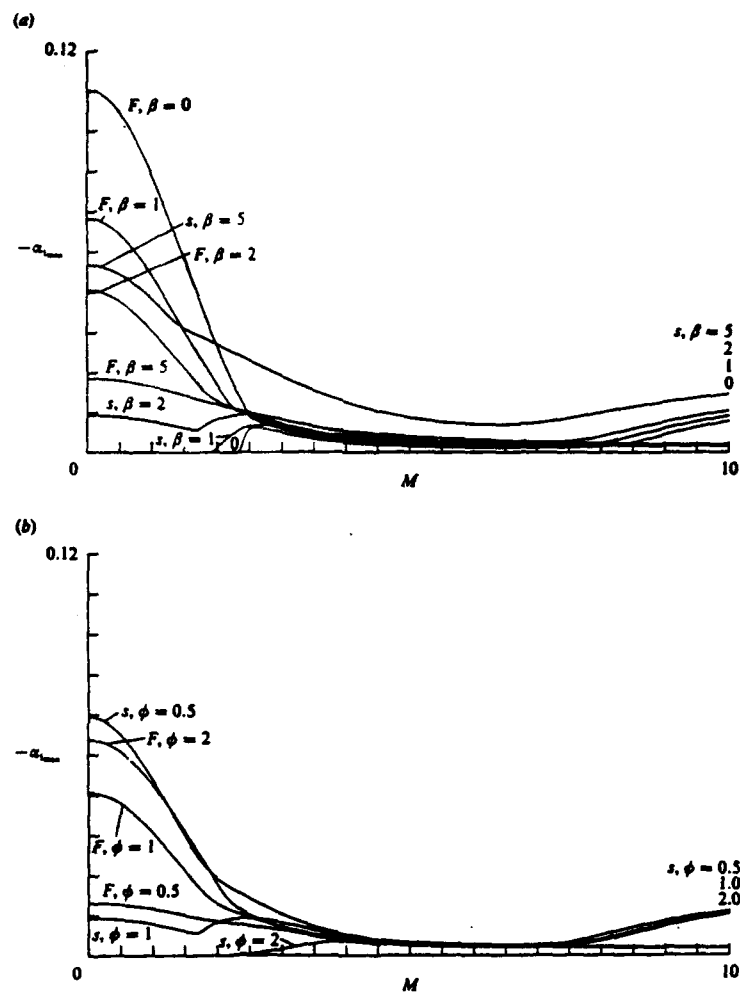 (a)
0.12
F, β = 0
F, β = 1
s, β = 5
F, β = 2
F, β = 5
s, β = 2
s, β = 1
0
s, β = 5
2
1
0
0
M
10
(b)
0.12
s, ϕ = 0.5
F, ϕ = 2
F, ϕ = 1
F, ϕ = 0.5
s, ϕ = 1
s, ϕ = 2
s, ϕ = 0.5
1.0
2.0
0
M
10